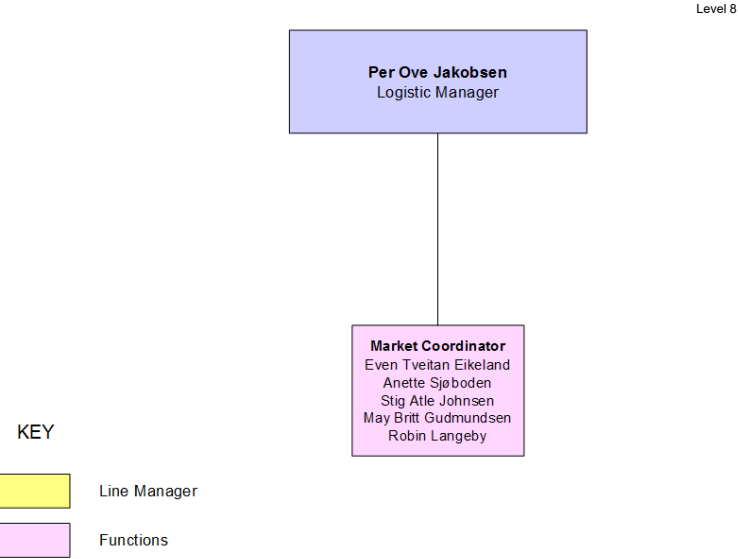 Level 8
Per Ove Jakobsen
Logistic Manager
Market Coordinator
Even Tveitan Eikeland
Anette Sjøboden
Stig Atle Johnsen
May Britt Gudmundsen
Robin Langeby
KEY
Line Manager
Functions